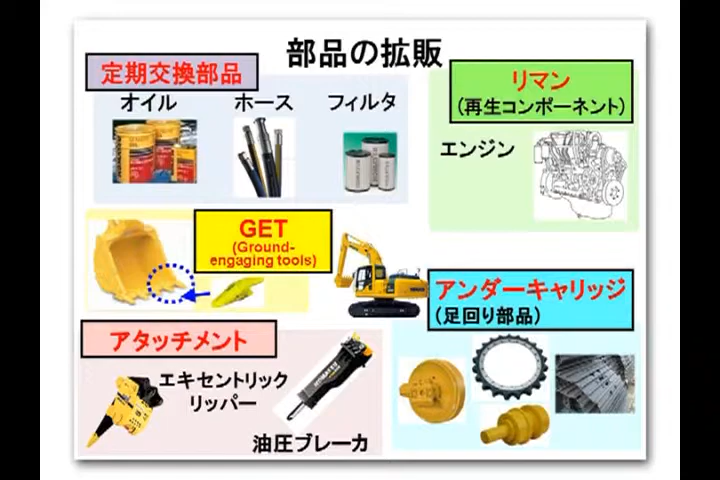 部品の拡販
定期交換部品
オイル
ホース
フィルタ
リマン
(再生コンポーネント)
エンジン
GET
(Ground-
engaging tools)
アンダーキャリッジ
(足回り部品)
アタッチメント
エキセントリック
リッパー
油圧ブレーカ